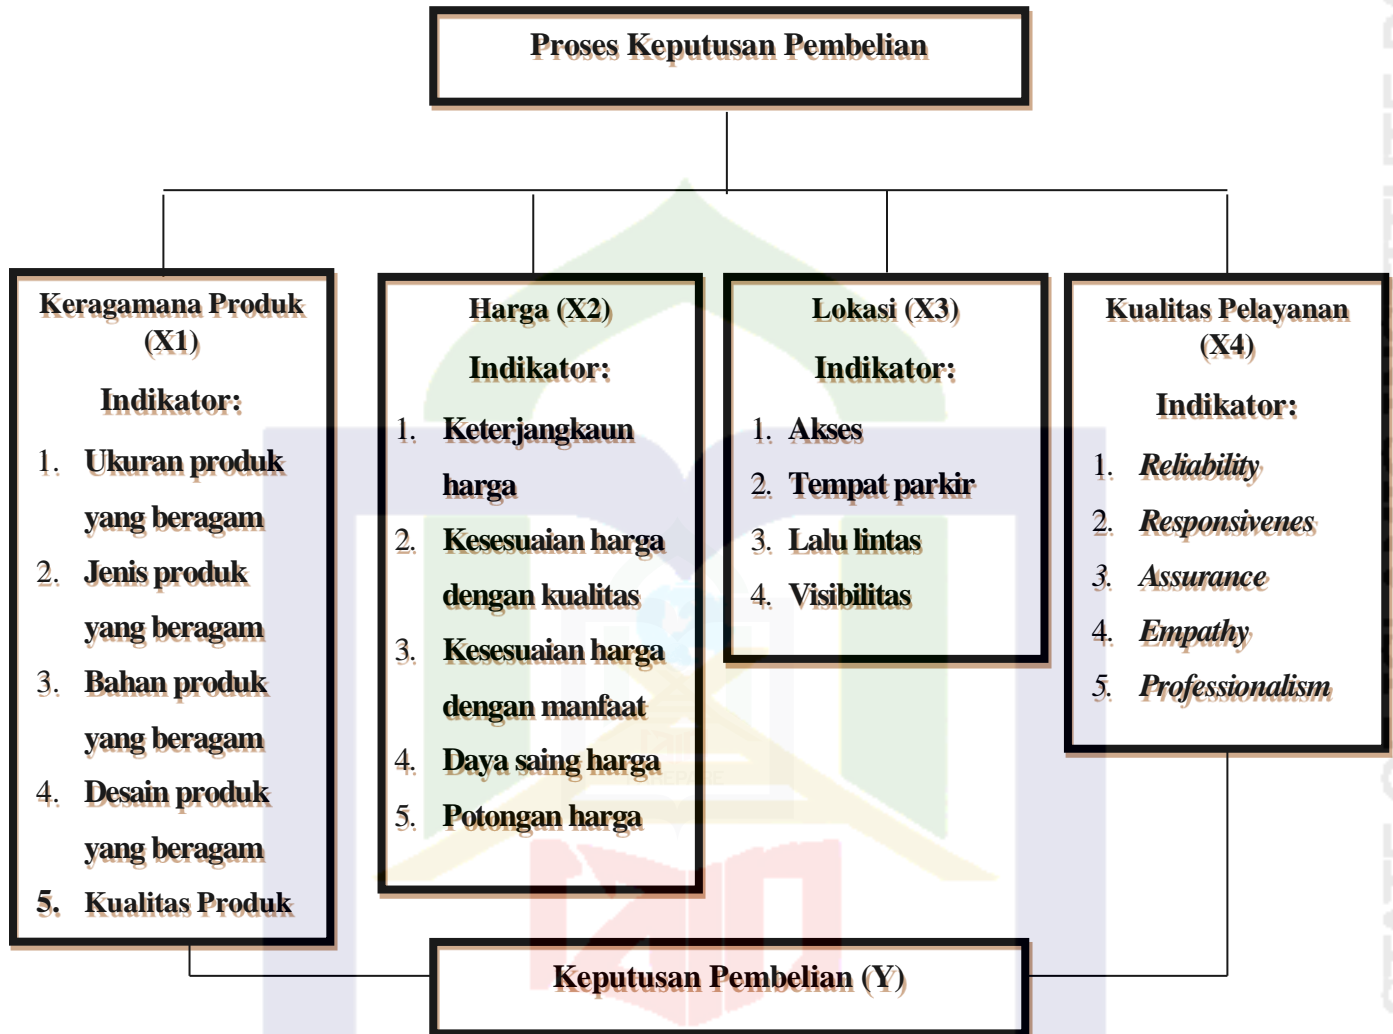 Proses Keputusan Pembelian
Keragamana Produk
(X1)
Indikator:
1. Ukuran produk
yang beragam
2. Jenis produk
yang beragam
3. Bahan produk
yang beragam
4. Desain produk
yang beragam
5. Kualitas Produk
Harga (X2)
Indikator:
1. Keterjangkaun
harga
2. Kesesuaian harga
dengan kualitas
3. Kesesuaian harga
dengan manfaat
4. Daya saing harga
5. Potongan harga
Lokasi (X3)
Indikator:
1. Akses
2. Tempat parkir
3. Lalu lintas
4. Visibilitas
Kualitas Pelayanan
(X4)
Indikator:
1. Reliability
2. Responsivenes
3. Assurance
4. Empathy
5. Professionalism
Keputusan Pembelian (Y)